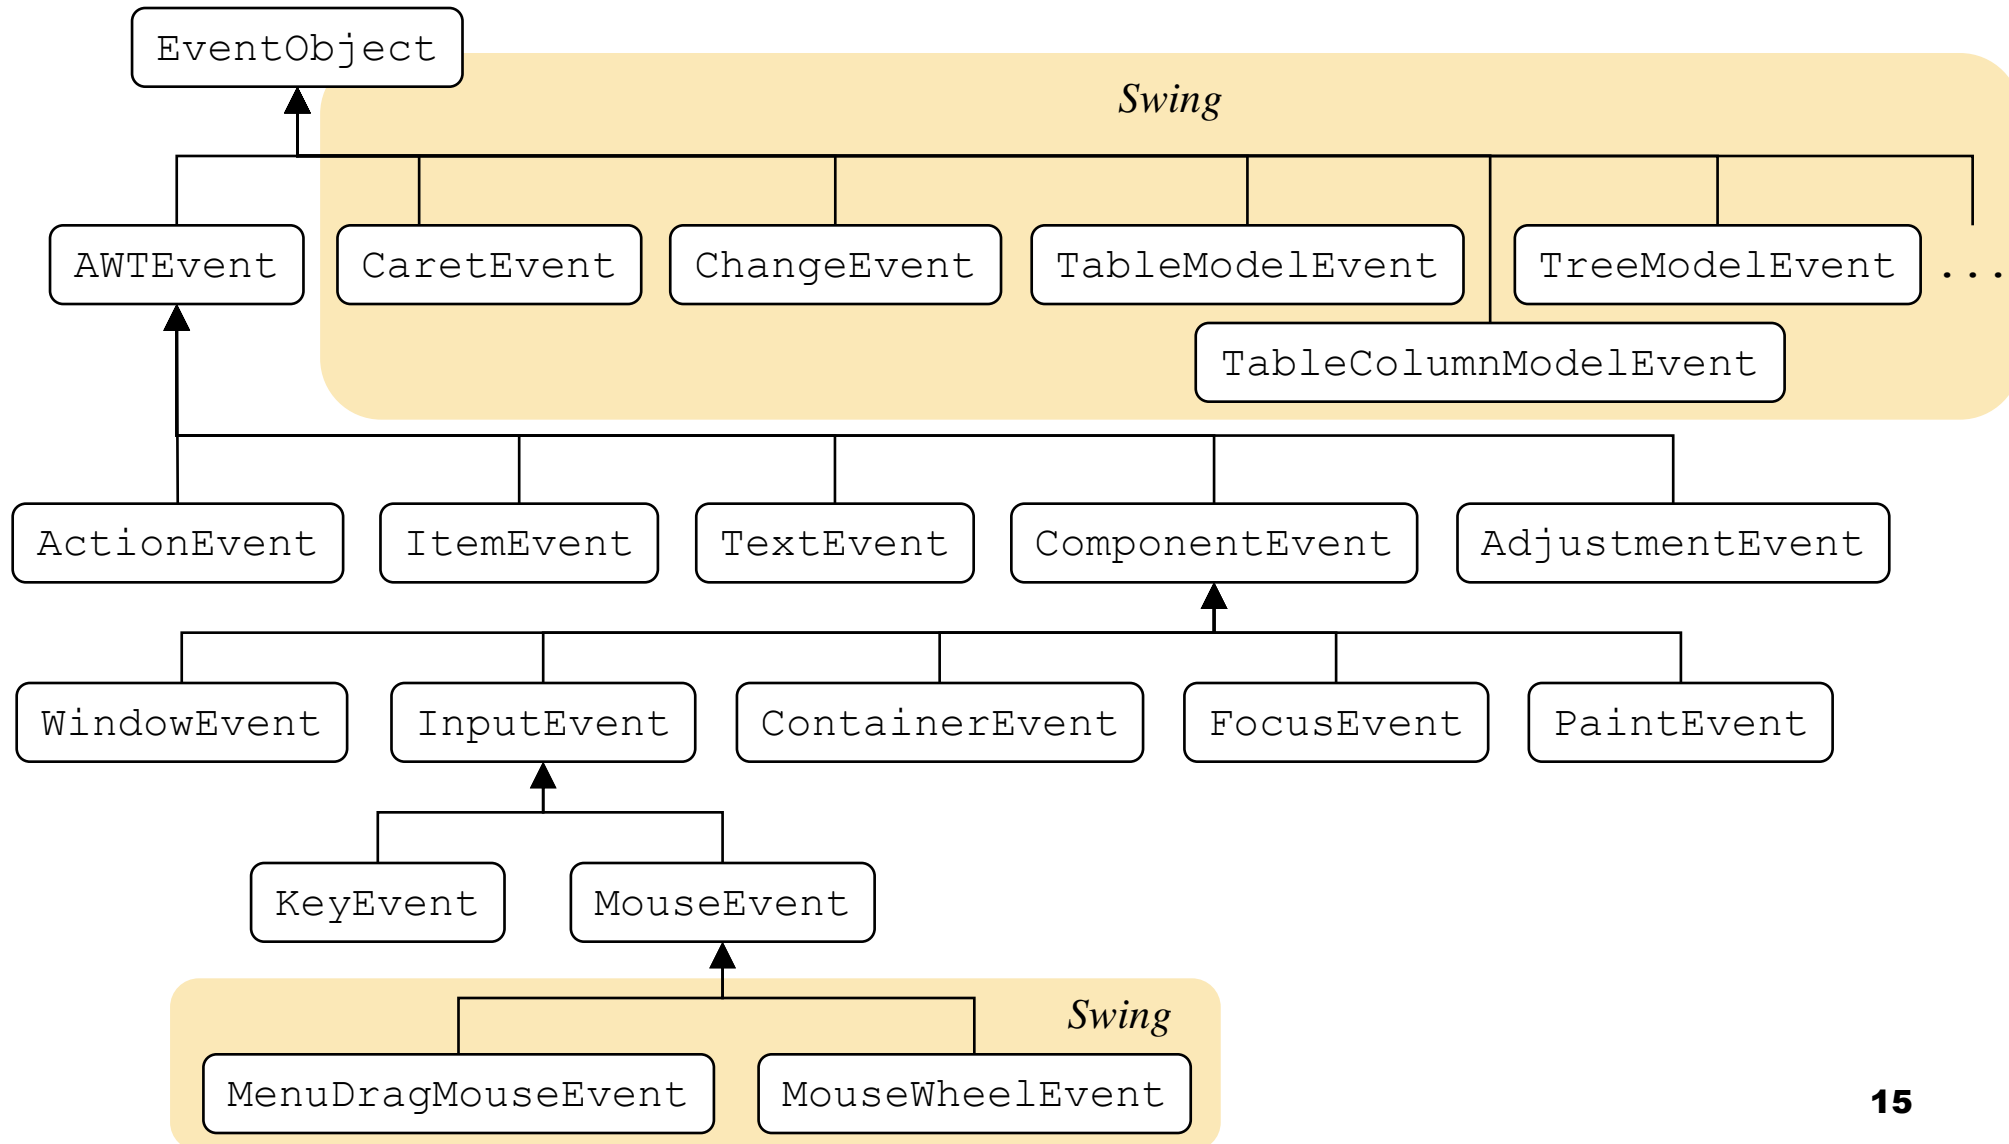 EventObject
Swing
AWTEvent
CaretEvent
ChangeEvent
TableModelEvent
TreeModelEvent
...
TableColumnModelEvent
ActionEvent
ItemEvent
TextEvent
ComponentEvent
AdjustmentEvent
WindowEvent
InputEvent
ContainerEvent
FocusEvent
PaintEvent
KeyEvent
MouseEvent
Swing
MenuDragMouseEvent
MouseWheelEvent
15